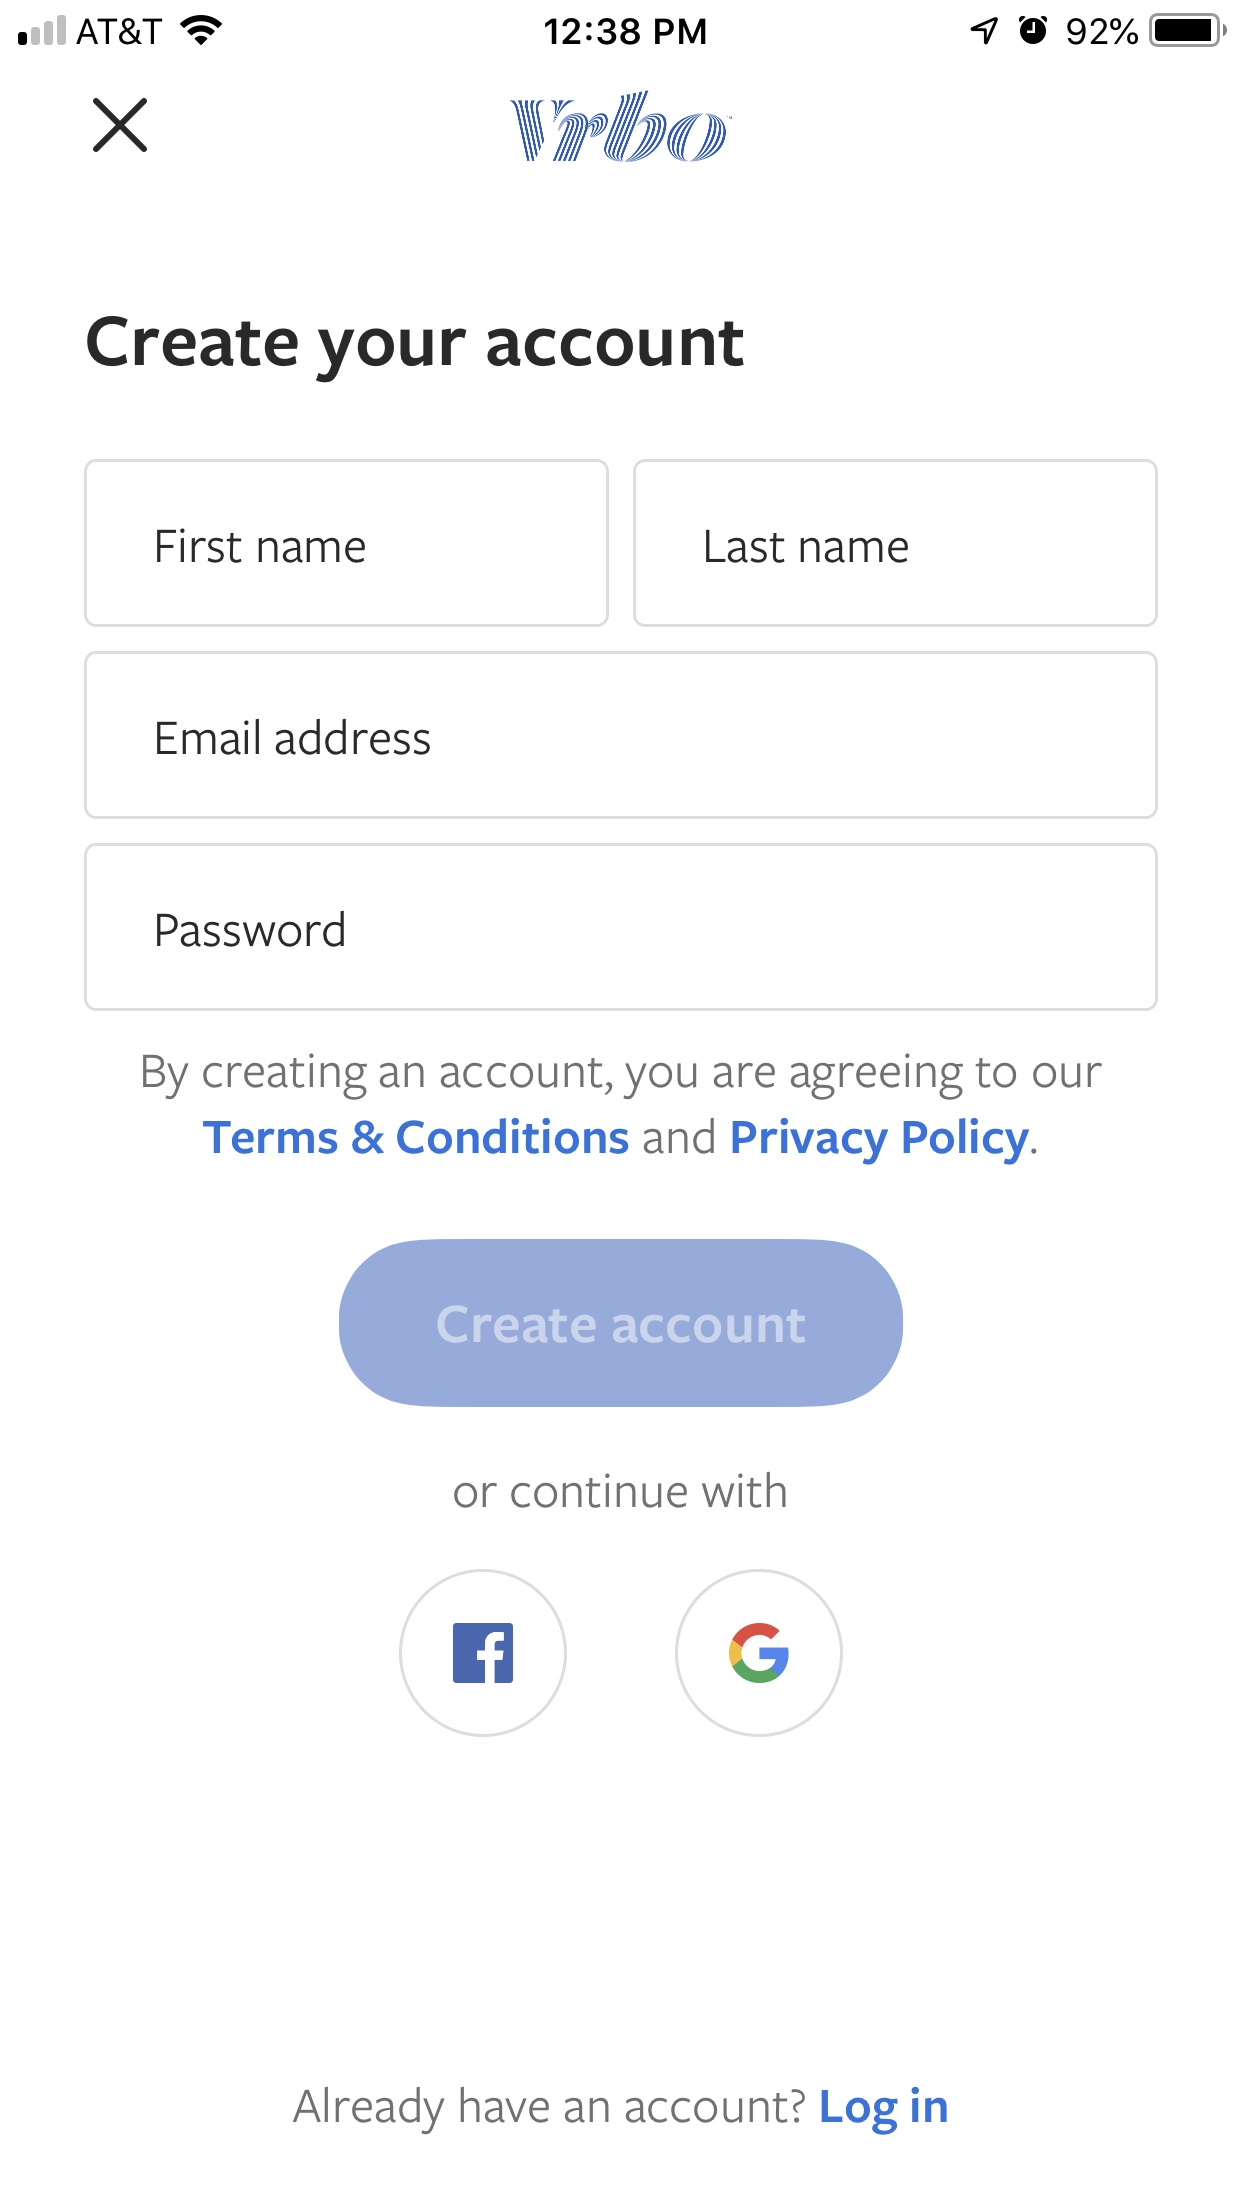 AT&T 12:38 PM 92%
Vrbo
Create your account
First name Last name
Email address
Password
By creating an account, you are agreeing to our
Terms & Conditions and Privacy Policy.
Create account
or continue with
Already have an account? Log in